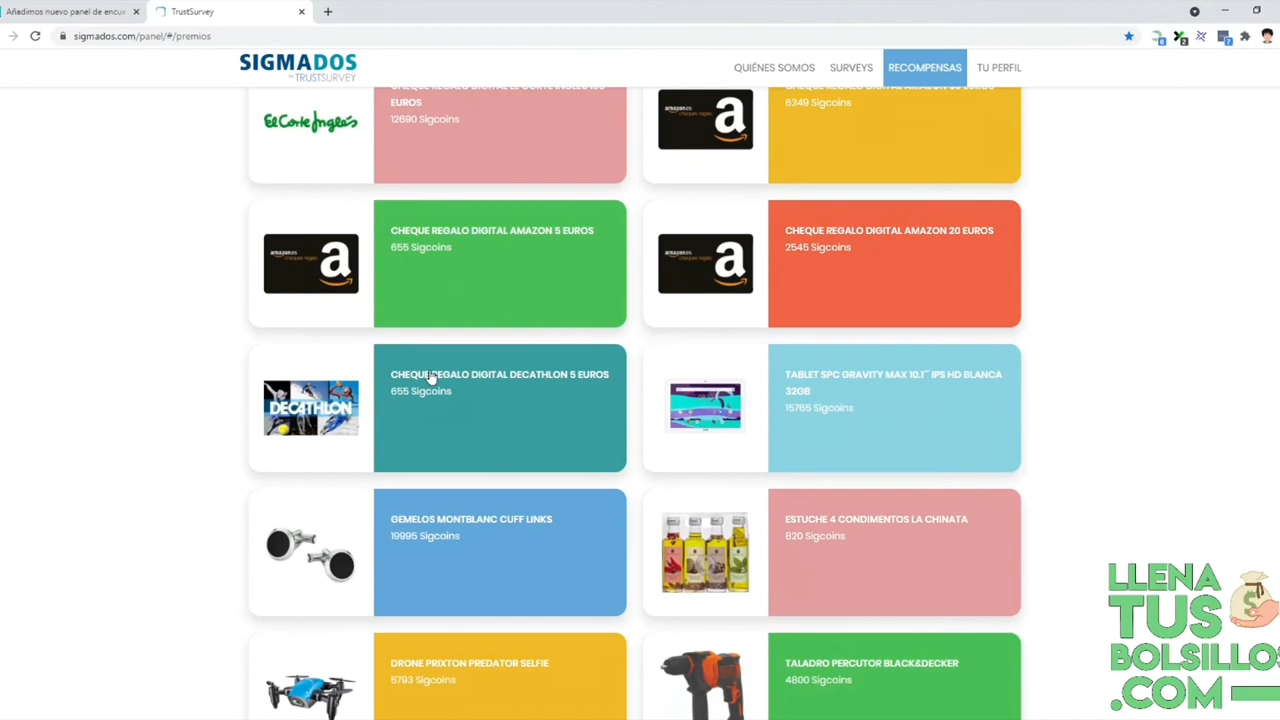 Añadimos nuevo panel de encue
TrustSurvey
sigmados.com/panel/#/premios
SIGMADOS
by TRUSTSURVEY
QUIÉNES SOMOS
SURVEYS
RECOMPENSAS
TU PERFIL
El Corte Inglés
EUROS
12690 Sigcoins
6349 Sigcoins
CHEQUE REGALO DIGITAL AMAZON 5 EUROS
655 Sigcoins
CHEQUE REGALO DIGITAL AMAZON 20 EUROS
2545 Sigcoins
DECATHLON
CHEQUE REGALO DIGITAL DECATHLON 5 EUROS
655 Sigcoins
TABLET SPC GRAVITY MAX 10.1¨ IPS HD BLANCA
32GB
15765 Sigcoins
GEMELOS MONTBLANC CUFF LINKS
19995 Sigcoins
ESTUCHE 4 CONDIMENTOS LA CHINATA
820 Sigcoins
DRONE PRIXTON PREDATOR SELFIE
5793 Sigcoins
TALADRO PERCUTOR BLACK&DECKER
4800 Sigcoins
LLENA
TUS
BOLSILLOS
.COM